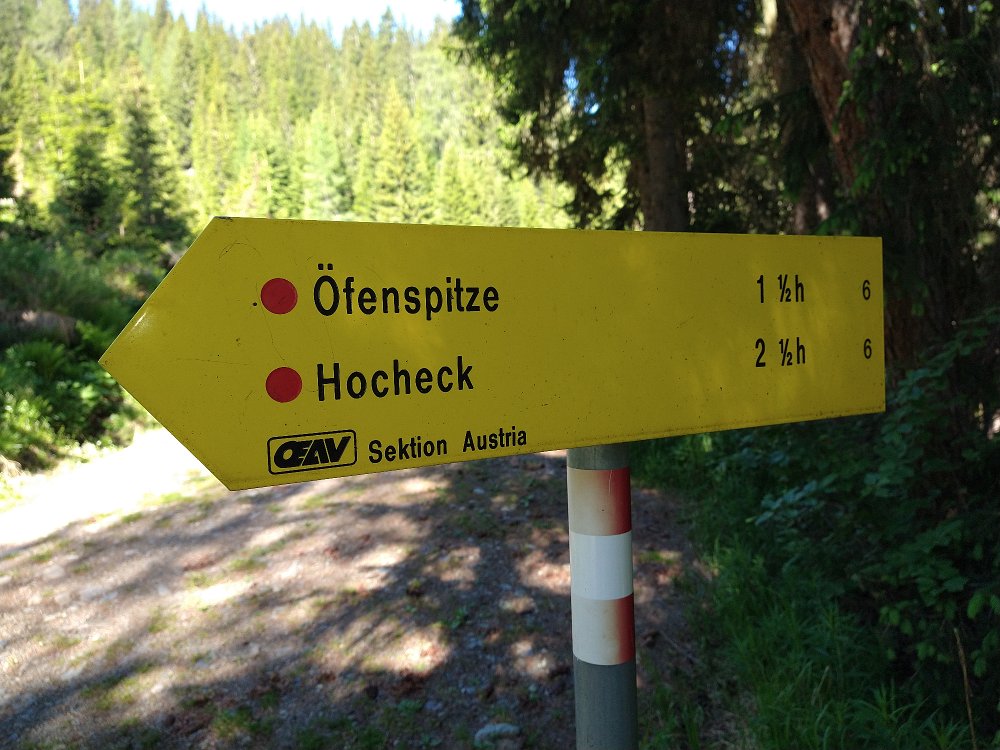 Öfenspitze 1 ½h 6
Hocheck 2 ½h 6
OEAV Sektion Austria